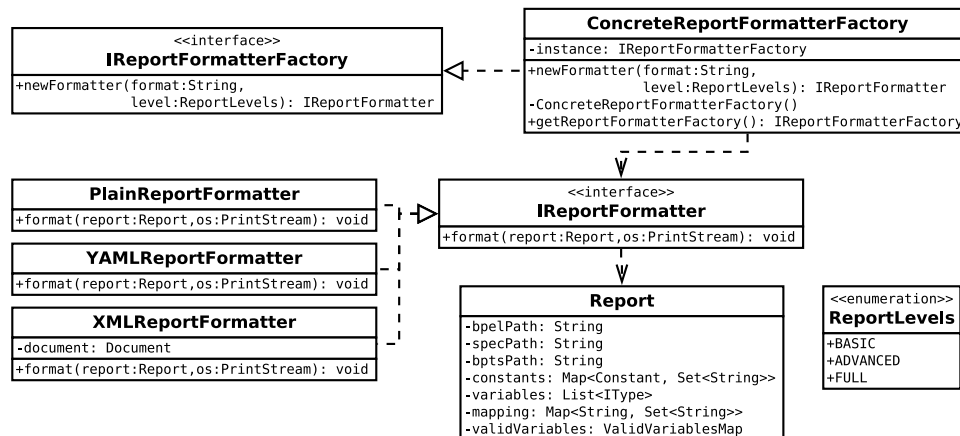 <<interface>>
IReportFormatterFactory
+newFormatter(format:String,
level:ReportLevels): IReportFormatter
ConcreteReportFormatterFactory
-instance: IReportFormatterFactory
+newFormatter(format:String,
level:ReportLevels): IReportFormatter
-ConcreteReportFormatterFactory()
+getReportFormatterFactory(): IReportFormatterFactory
PlainReportFormatter
+format(report:Report,os:PrintStream): void
YAMLReportFormatter
+format(report:Report,os:PrintStream): void
XMLReportFormatter
-document: Document
+format(report:Report,os:PrintStream): void
<<interface>>
IReportFormatter
+format(report:Report,os:PrintStream): void
Report
-bpelPath: String
-specPath: String
-bptsPath: String
-constants: Map<Constant, Set<String>>
-variables: List<IType>
-mapping: Map<String, Set<String>>
-validVariables: ValidVariablesMap
<<enumeration>>
ReportLevels
+BASIC
+ADVANCED
+FULL